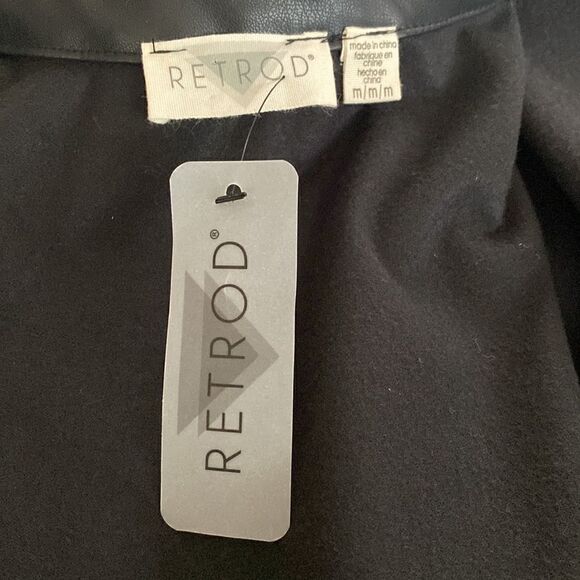 RETROD®
made in china
fabriqué en
chine
hecho en
china
m/m/m
RETROD®